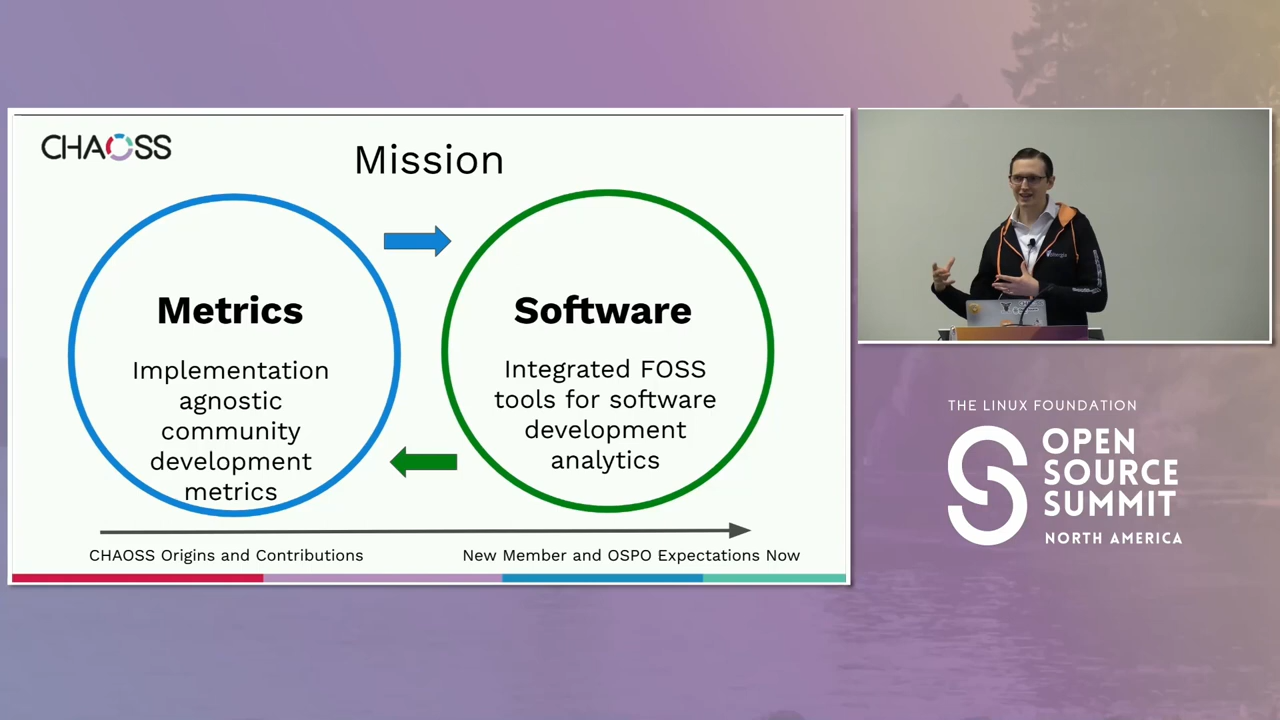 CHAOSS
Mission
Metrics
Implementation
agnostic
community
development
metrics
Software
Integrated FOSS
tools for software
development
analytics
CHAOSS Origins and Contributions
New Member and OSPO Expectations Now
THE LINUX FOUNDATION
OPEN
SOURCE
SUMMIT
NORTH AMERICA